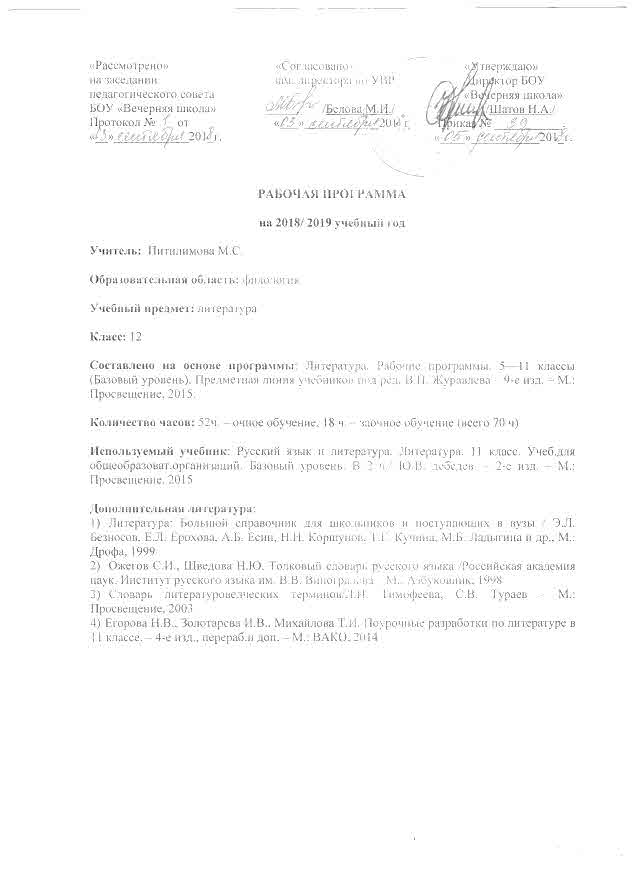 «Рассмотрено»
на заседании
педагогического совета
БОУ «Вечерняя школа»
Протокол № 1 от
«13» сентября 2018г.
«Согласовано»
зам. директора по УВР
/Белова М.И./
«03» сентября 2018 г.
«Утверждаю»
Директор БОУ
«Вечерняя школа»
/Шатов Н.А./
Приказ № 39
«05» сентября 2018г.
РАБОЧАЯ ПРОГРАММА
на 2018/ 2019 учебный год
Учитель: Питилимова М.С.
Образовательная область: филология
Учебный предмет: литература
Класс: 12
Составлено на основе программы: Литература. Рабочие программы. 5—11 классы
(Базовый уровень). Предметная линия учебников под ред. В.П. Журавлева – 9-е изд. – М.:
Просвещение, 2015.
Количество часов: 52ч. – очное обучение, 18 ч. – заочное обучение (всего 70 ч)
Используемый учебник: Русский язык и литература. Литература. 11 класс. Учеб.для
общеобразоват.организаций. Базовый уровень. В 2 ч./ Ю.В. лебедев. – 2-е изд. – М.:
Просвещение, 2015
Дополнительная литература:
1) Литература: Большой справочник для школьников и поступающих в вузы / Э.Л.
Безносов, Е.Л. Ерохова, А.Б. Есин, Н.Н. Коршунов, Т.Г. Кучина, М.Б. Ладыгина и др., М.:
Дрофа, 1999
2) Ожегов С.И., Шведова Н.Ю. Толковый словарь русского языка /Российская академия
наук. Институт русского языка им. В.В. Виноградова – М., Азбуковник, 1998
3) Словарь литературоведческих терминов/Л.И. Тимофеева, С.В. Тураев – М.:
Просвещение, 2003
4) Егорова Н.В., Золотарева И.В., Михайлова Т.И. Поурочные разработки по литературе в
11 классе. – 4-е изд., перераб.и доп. – М.: ВАКО, 2014